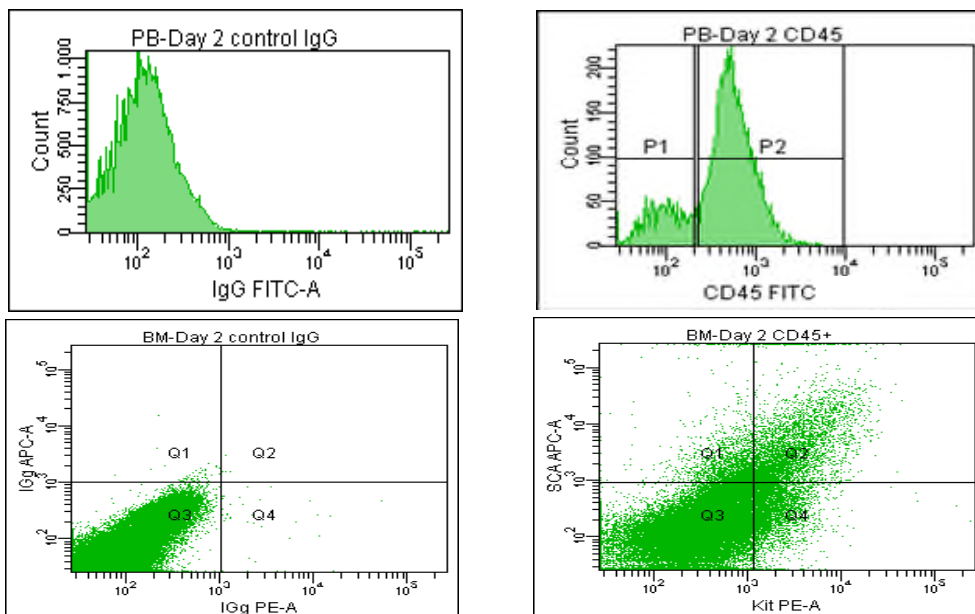 PB-Day 2 control IgG
Count
1,000
750
500
250
0
10² 10³ 10⁴ 10⁵
IgG FITC-A
PB-Day 2 CD45
Count
200
150
100
50
0
P1 P2
10² 10³ 10⁴ 10⁵
CD45 FITC
BM-Day 2 control IgG
IGg APC-A
10⁵
10⁴
10³
10²
Q1 Q2
Q3 Q4
10² 10³ 10⁴ 10⁵
IGg PE-A
BM-Day 2 CD45+
SCA APC-A
10⁵
10⁴
10³
10²
Q1 Q2
Q3 Q4
10² 10³ 10⁴ 10⁵
Kit PE-A